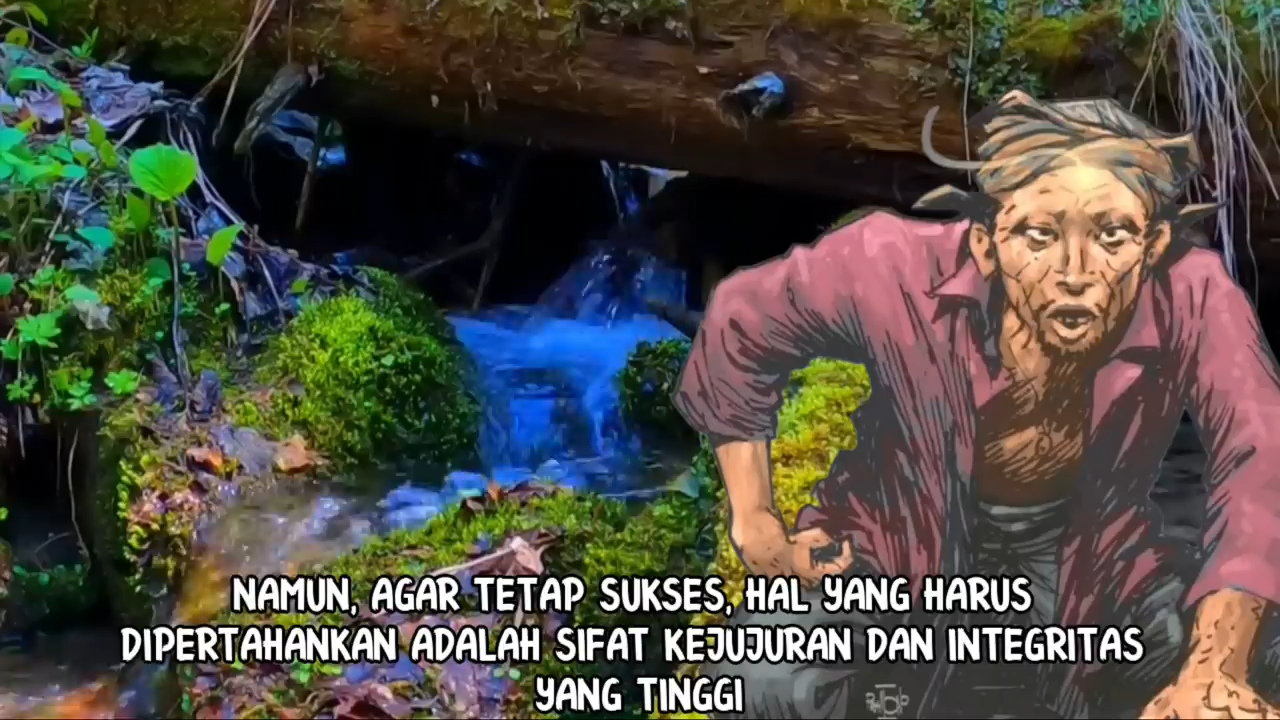 NAMUN, AGAR TETAP SUKSES, HAL YANG HARUS
DIPERTAHANKAN ADALAH SIFAT KEJUJURAN DAN INTEGRITAS
YANG TINGGI